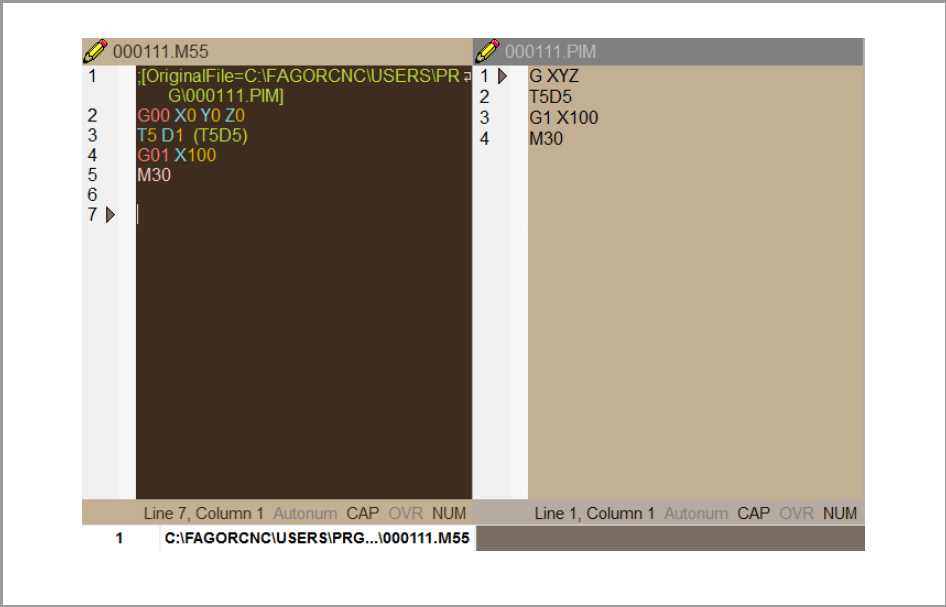 000111.M55
1 ;[OriginalFile=C:\FAGORCNC\USERS\PR
G\000111.PIM]
2 G00 X0 Y0 Z0
3 T5 D1 (T5D5)
4 G01 X100
5 M30
6
7
Line 7, Column 1 Autonum CAP OVR NUM
1 C:\FAGORCNC\USERS\PRG...\000111.M55
000111.PIM
1 G XYZ
2 T5D5
3 G1 X100
4 M30
Line 1, Column 1 Autonum CAP OVR NUM